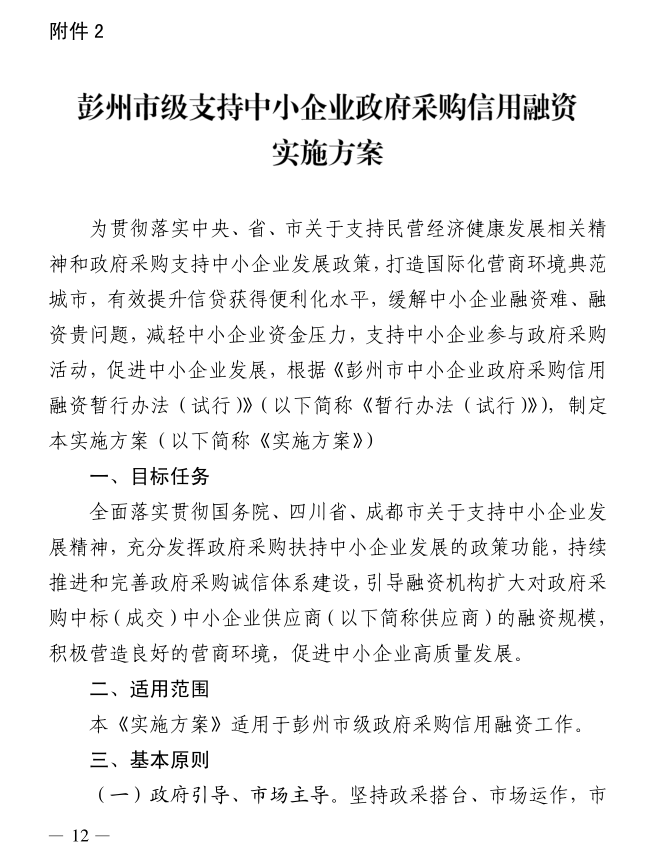 附件 2
彭州市级支持中小企业政府采购信用融资
实施方案
为贯彻落实中央、省、市关于支持民营经济健康发展相关精
神和政府采购支持中小企业发展政策，打造国际化营商环境典范
城市，有效提升信贷获得便利化水平，缓解中小企业融资难、融
资贵问题，减轻中小企业资金压力，支持中小企业参与政府采购
活动，促进中小企业发展，根据《彭州市中小企业政府采购信用
融资暂行办法（试行）》（以下简称《暂行办法（试行）》），制定
本实施方案（以下简称《实施方案》）
一、目标任务
全面落实贯彻国务院、四川省、成都市关于支持中小企业发
展精神，充分发挥政府采购扶持中小企业发展的政策功能，持续
推进和完善政府采购诚信体系建设，引导融资机构扩大对政府采
购中标（成交）中小企业供应商（以下简称供应商）的融资规模，
积极营造良好的营商环境，促进中小企业高质量发展。
二、适用范围
本《实施方案》适用于彭州市级政府采购信用融资工作。
三、基本原则
（一）政府引导、市场主导。坚持政采搭台、市场运作，市
— 12 —